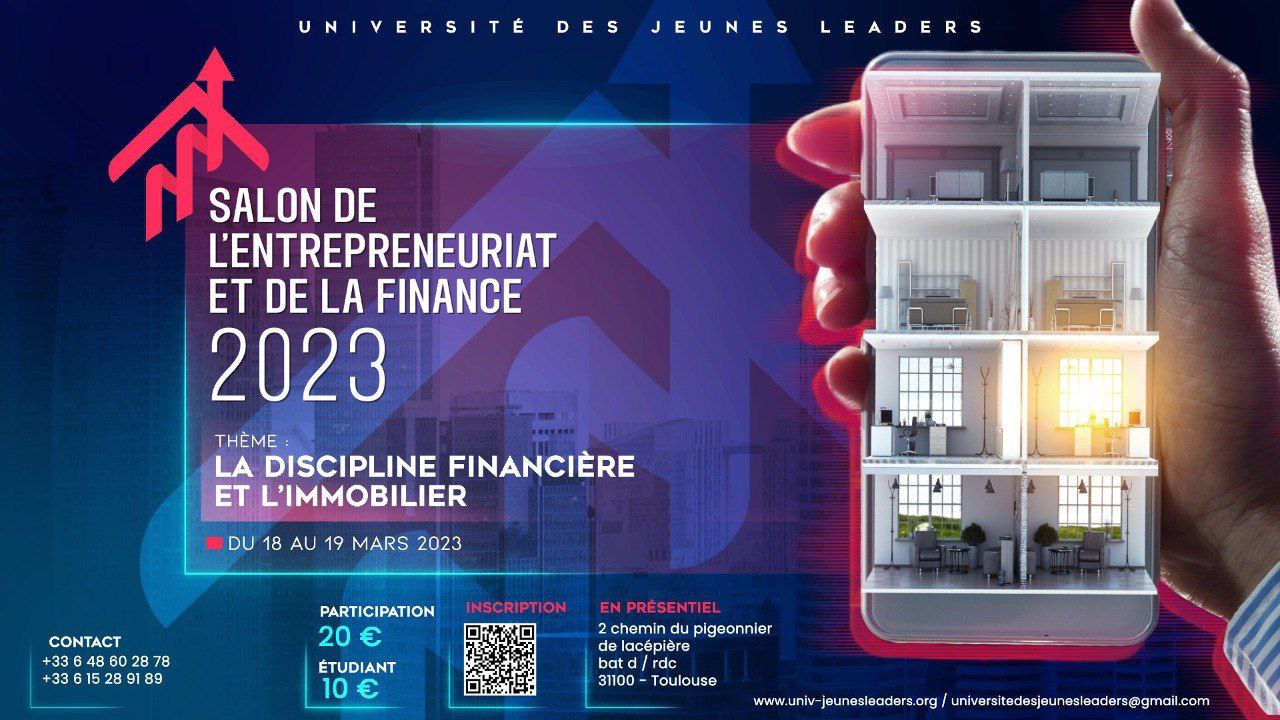 UNIVERSITÉ DES JEUNES LEADERS
SALON DE
L'ENTREPRENEURIAT
ET DE LA FINANCE
2023
THÈME :
LA DISCIPLINE FINANCIÈRE
ET L'IMMOBILIER
DU 18 AU 19 MARS 2023
CONTACT
+33 6 48 60 28 78
+33 6 15 28 91 89
PARTICIPATION
20 €
ÉTUDIANT
10 €
INSCRIPTION
EN PRÉSENTIEL
2 chemin du pigeonnier
de lacépière
bat d / rdc
31100 - Toulouse
www.univ-jeunesleaders.org / universitedesjeunesleaders@gmail.com